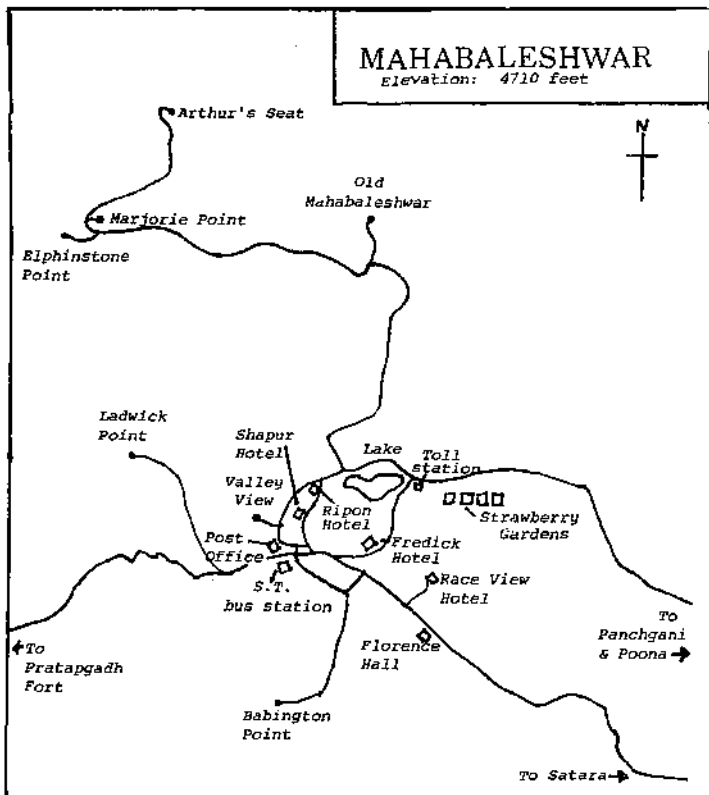 MAHABALESHWAR
Elevation: 4710 feet
N
Arthur's Seat
Old
Mahabaleshwar
Marjorie Point
Elphinstone
Point
Ladwick
Point
Shapur
Hotel
Lake
Toll
station
Valley
View
Ripon
Hotel
Strawberry
Gardens
Post
Office
Fredick
Hotel
S.T.
bus station
Race View
Hotel
To
Pratapgadh
Fort
Florence
Hall
To
Panchgani
& Poona
Babington
Point
To Satara